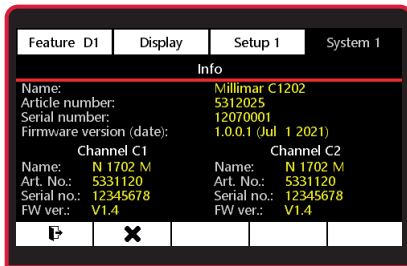 Feature D1 Display Setup 1 System 1
Info
Name: Millimar C1202
Article number: 5312025
Serial number: 12070001
Firmware version (date): 1.0.0.1 (Jul 1 2021)
Channel C1 Channel C2
Name: N 1702 M Name: N 1702 M
Art. No.: 5331120 Art. No.: 5331120
Serial no.: 12345678 Serial no.: 12345678
FW ver.: V1.4 FW ver.: V1.4